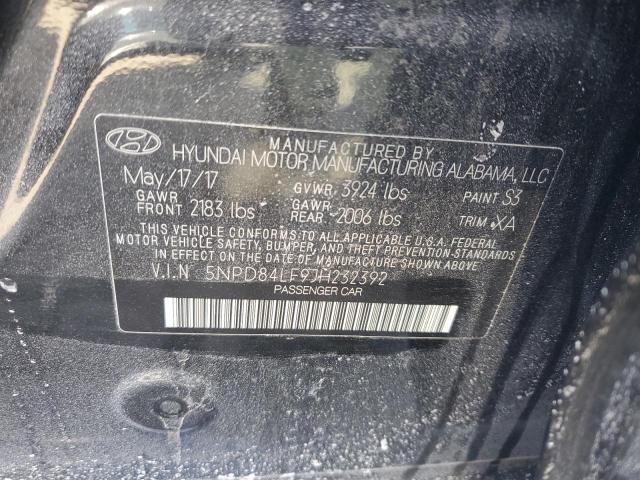 MANUFACTURED BY
HYUNDAI MOTOR MANUFACTURING ALABAMA, LLC
May/17/17 GVWR 3924 lbs PAINT S3
GAWR FRONT 2183 lbs GAWR REAR 2006 lbs TRIM XA
THIS VEHICLE CONFORMS TO ALL APPLICABLE U.S.A. FEDERAL
MOTOR VEHICLE SAFETY, BUMPER, AND THEFT PREVENTION STANDARDS
IN EFFECT ON THE DATE OF MANUFACTURE SHOWN ABOVE.
V.I.N 5NPD84LF9JH232392
PASSENGER CAR